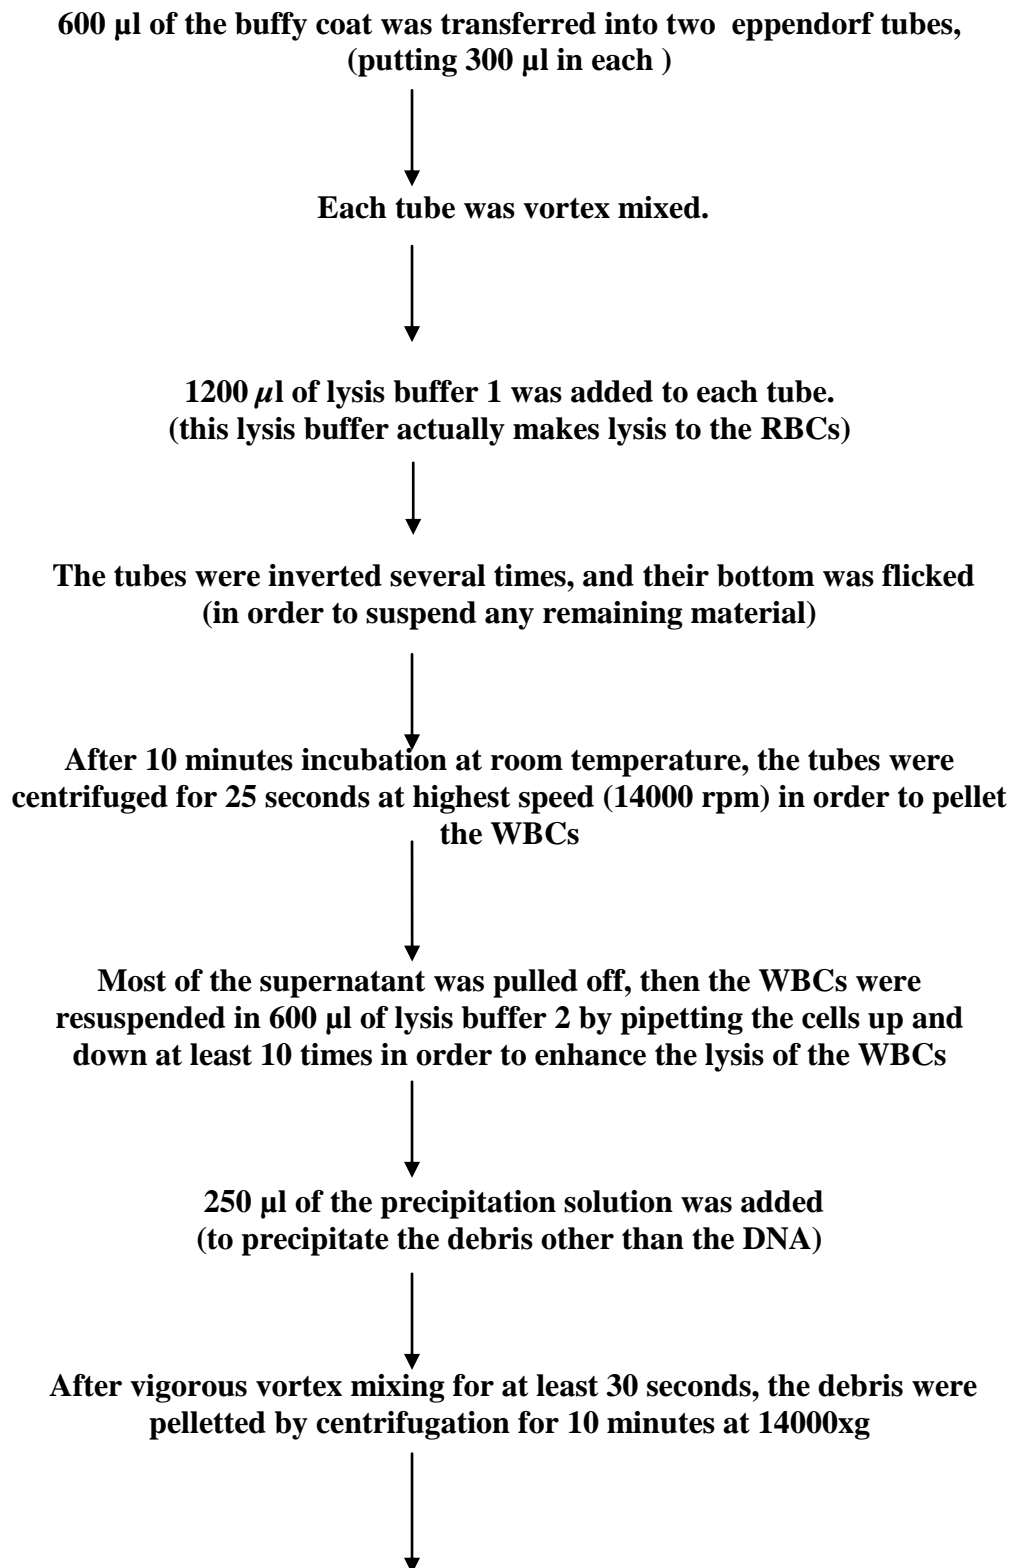 600 µl of the buffy coat was transferred into two  eppendorf tubes,
(putting 300 µl in each )
Each tube was vortex mixed.
1200 µl of lysis buffer 1 was added to each tube.
(this lysis buffer actually makes lysis to the RBCs)
The tubes were inverted several times, and their bottom was flicked
(in order to suspend any remaining material)
After 10 minutes incubation at room temperature, the tubes were
centrifuged for 25 seconds at highest speed (14000 rpm) in order to pellet
the WBCs
Most of the supernatant was pulled off, then the WBCs were
resuspended in 600 µl of lysis buffer 2 by pipetting the cells up and
down at least 10 times in order to enhance the lysis of the WBCs
250 µl of the precipitation solution was added
(to precipitate the debris other than the DNA)
After vigorous vortex mixing for at least 30 seconds, the debris were
pelletted by centrifugation for 10 minutes at 14000xg